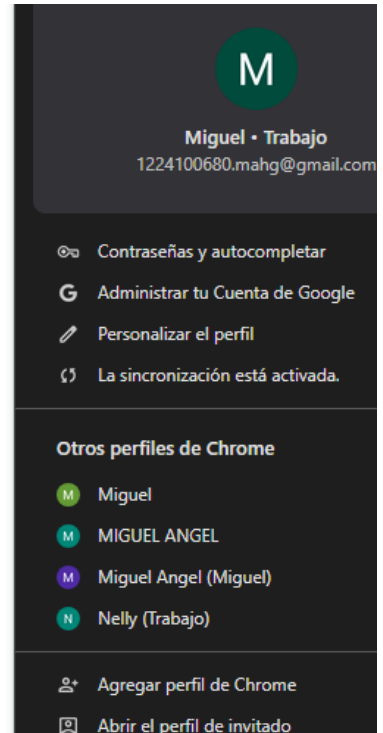 M
Miguel • Trabajo
1224100680.mahg@gmail.com
Contraseñas y autocompletar
G Administrar tu Cuenta de Google
Personalizar el perfil
La sincronización está activada.
Otros perfiles de Chrome
M Miguel
M MIGUEL ANGEL
M Miguel Angel (Miguel)
N Nelly (Trabajo)
Agregar perfil de Chrome
Abrir el perfil de invitado